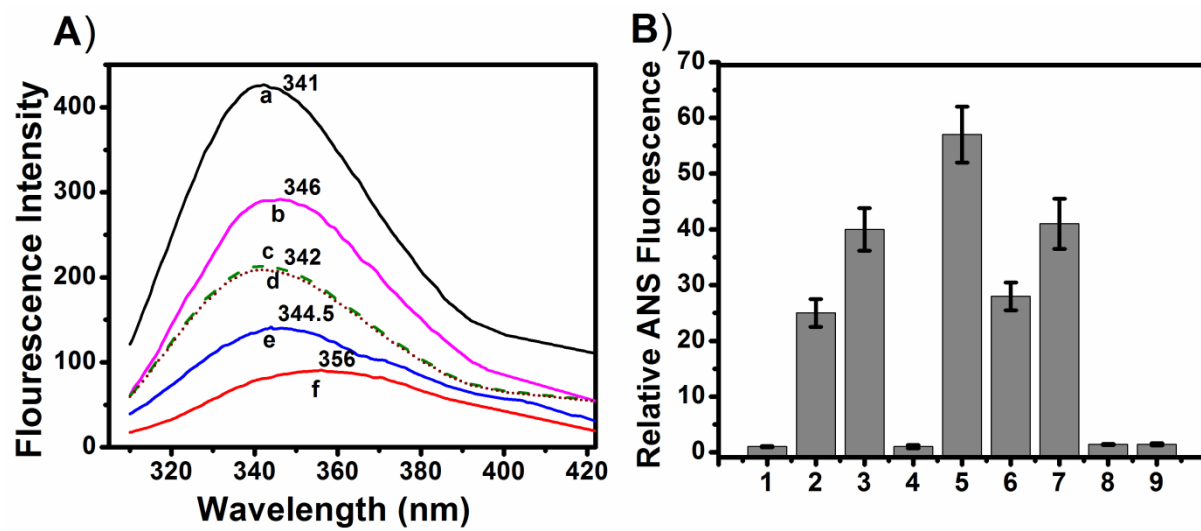 A)
Flourescence Intensity
400
300
200
100
0
341
a
346
b
c
342
d
344.5
e
356
f
320
340
360
380
400
420
Wavelength (nm)
B)
Relative ANS Fluorescence
70
60
50
40
30
20
10
0
1 2 3 4 5 6 7 8 9